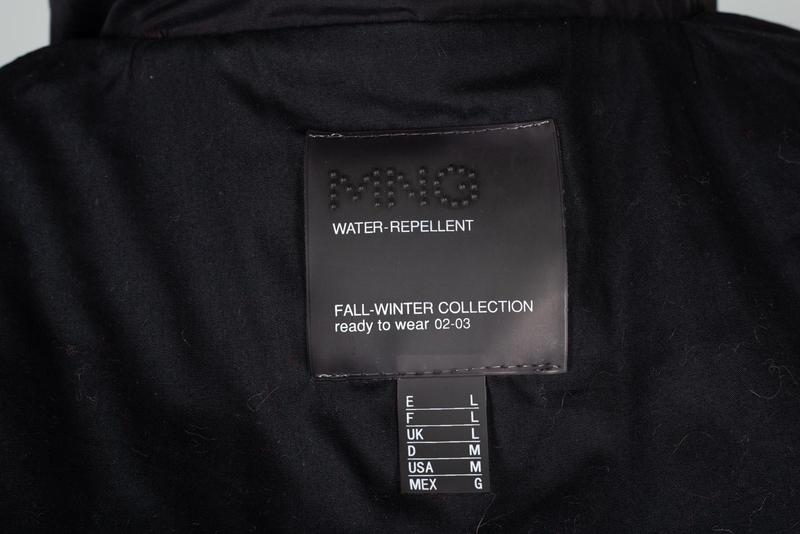 MNG
WATER-REPELLENT
FALL-WINTER COLLECTION
ready to wear 02-03
E L
F L
UK L
D M
USA M
MEX G